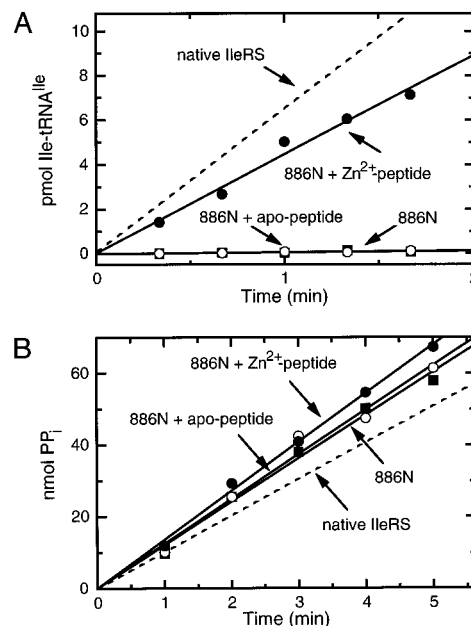 A
pmol Ile-tRNA^Ile
10
8
6
4
2
0
native IleRS
886N + Zn²⁺-peptide
886N + apo-peptide
886N
0
1
2
Time (min)
B
nmol PPᵢ
60
40
20
0
886N + Zn²⁺-peptide
886N + apo-peptide
886N
native IleRS
0
1
2
3
4
5
Time (min)